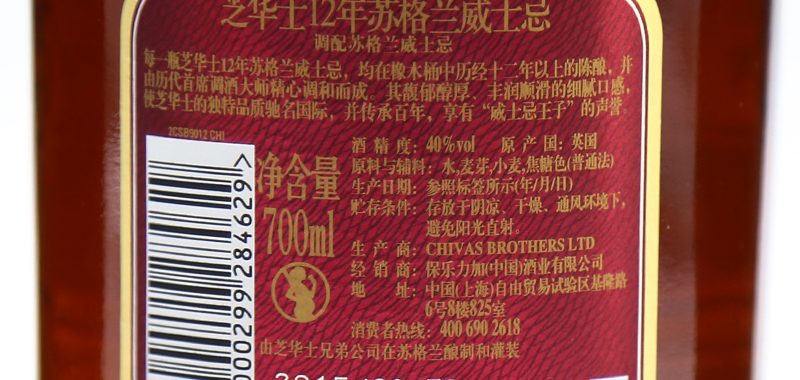 芝华士12年苏格兰威士忌
调配苏格兰威士忌
每一瓶芝华士12年苏格兰威士忌，均在橡木桶中历经十二年以上的陈酿，并
由历代首席调酒大师精心调和而成。其馥郁醇厚、丰润顺滑的细腻口感，
使芝华士的独特品质驰名国际，并传承百年，享有“威士忌王子”的声誉。
2CSB9012 CHI
净含量
700ml
酒精度：40%vol 原产国：英国
原料与辅料：水,麦芽,小麦,焦糖色(普通法)
生产日期：参照标签所示(年/月/日)
贮存条件：存放于阴凉、干燥、通风环境下，
避免阳光直射。
生产商：CHIVAS BROTHERS LTD
经销商：保乐力加(中国)酒业有限公司
地址：中国(上海)自由贸易试验区基隆路
6号8楼825室
消费者热线：400 690 2618
由芝华士兄弟公司在苏格兰酿制和灌装
000299284629>